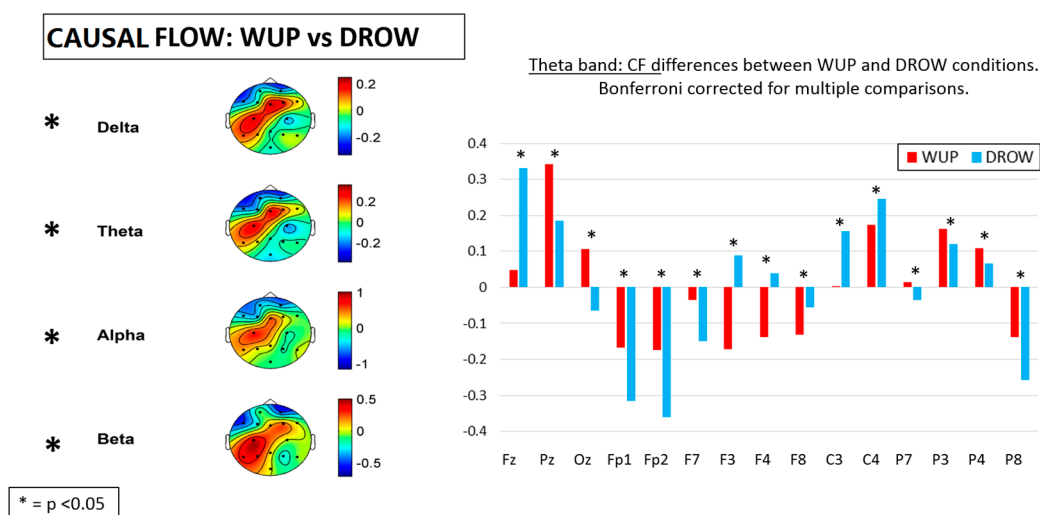 CAUSAL FLOW: WUP vs DROW
* Delta
0.2
0
-0.2
* Theta
0.2
0
-0.2
* Alpha
1
0
-1
* Beta
0.5
0
-0.5
* = p <0.05
Theta band: CF differences between WUP and DROW conditions.
Bonferroni corrected for multiple comparisons.
WUP DROW
0.4
0.3
0.2
0.1
0
-0.1
-0.2
-0.3
-0.4
* * * * * * * * * * * * * * *
Fz Pz Oz Fp1 Fp2 F7 F3 F4 F8 C3 C4 P7 P3 P4 P8